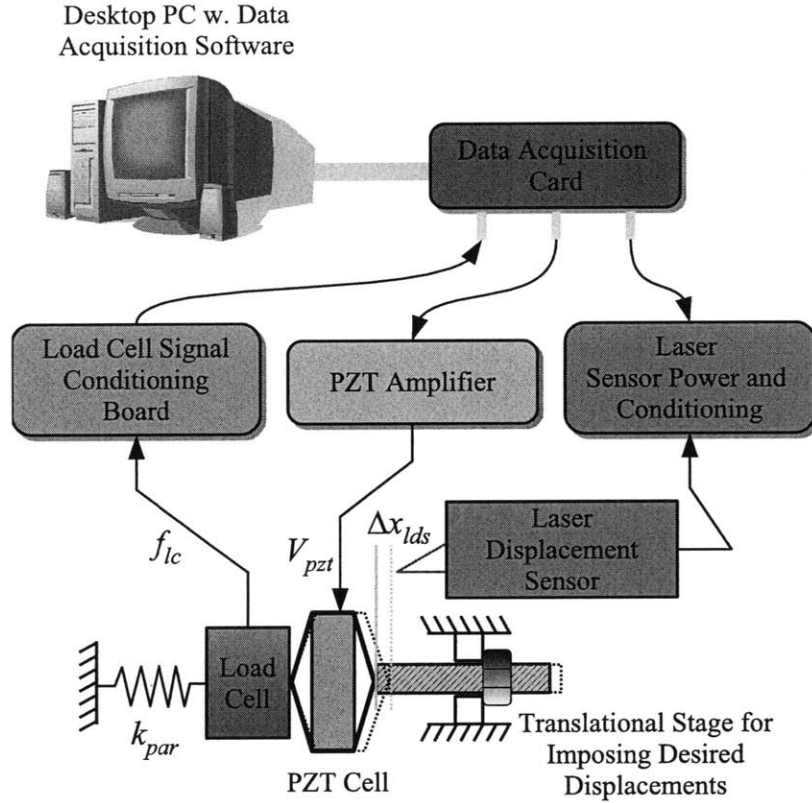 Desktop PC w. Data
Acquisition Software
Data Acquisition
Card
Load Cell Signal
Conditioning
Board
PZT Amplifier
Laser
Sensor Power and
Conditioning
f_lc
V_pzt
Δx_lds
Laser
Displacement
Sensor
Load
Cell
k_par
PZT Cell
Translational Stage for
Imposing Desired
Displacements